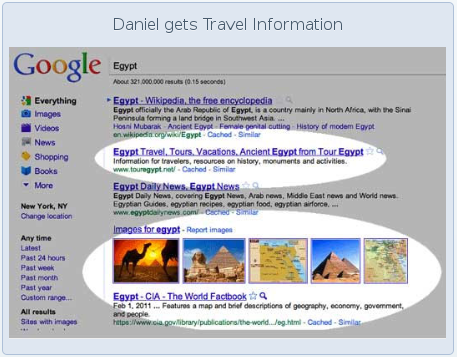 Daniel gets Travel Information
Google
Egypt
About 321,000,000 results (0.15 seconds)
Everything
Images
Videos
News
Shopping
Books
More
New York, NY
Change location
Any time
Latest
Past 24 hours
Past week
Past month
Past year
Custom range...
All results
Sites with images
Egypt - Wikipedia, the free encyclopedia
Egypt officially the Arab Republic of Egypt, is a country mainly in North Africa, with the Sinai
Peninsula forming a land bridge in Southwest Asia. ...
Hosni Mubarak - Ancient Egypt - Female genital cutting - History of modern Egypt
en.wikipedia.org/wiki/Egypt - Cached - Similar
Egypt Travel, Tours, Vacations, Ancient Egypt from Tour Egypt
Information for travelers, resources on history, monuments and activities.
www.touregypt.net/ - Cached - Similar
Egypt Daily News, Egypt News
Egypt Daily News, covering Egypt News, Arab news, Middle East news and World news.
Egyptian Guides, egyptian recipes, egyptian food, egyptian airforce, ...
www.egyptdailynews.com/ - Cached - Similar
Images for egypt - Report images
Egypt - CIA - The World Factbook
Feb 1, 2011 ... Features a map and brief descriptions of geography, economy, government,
and people.
https://www.cia.gov/library/publications/the-world.../eg.html - Cached - Similar